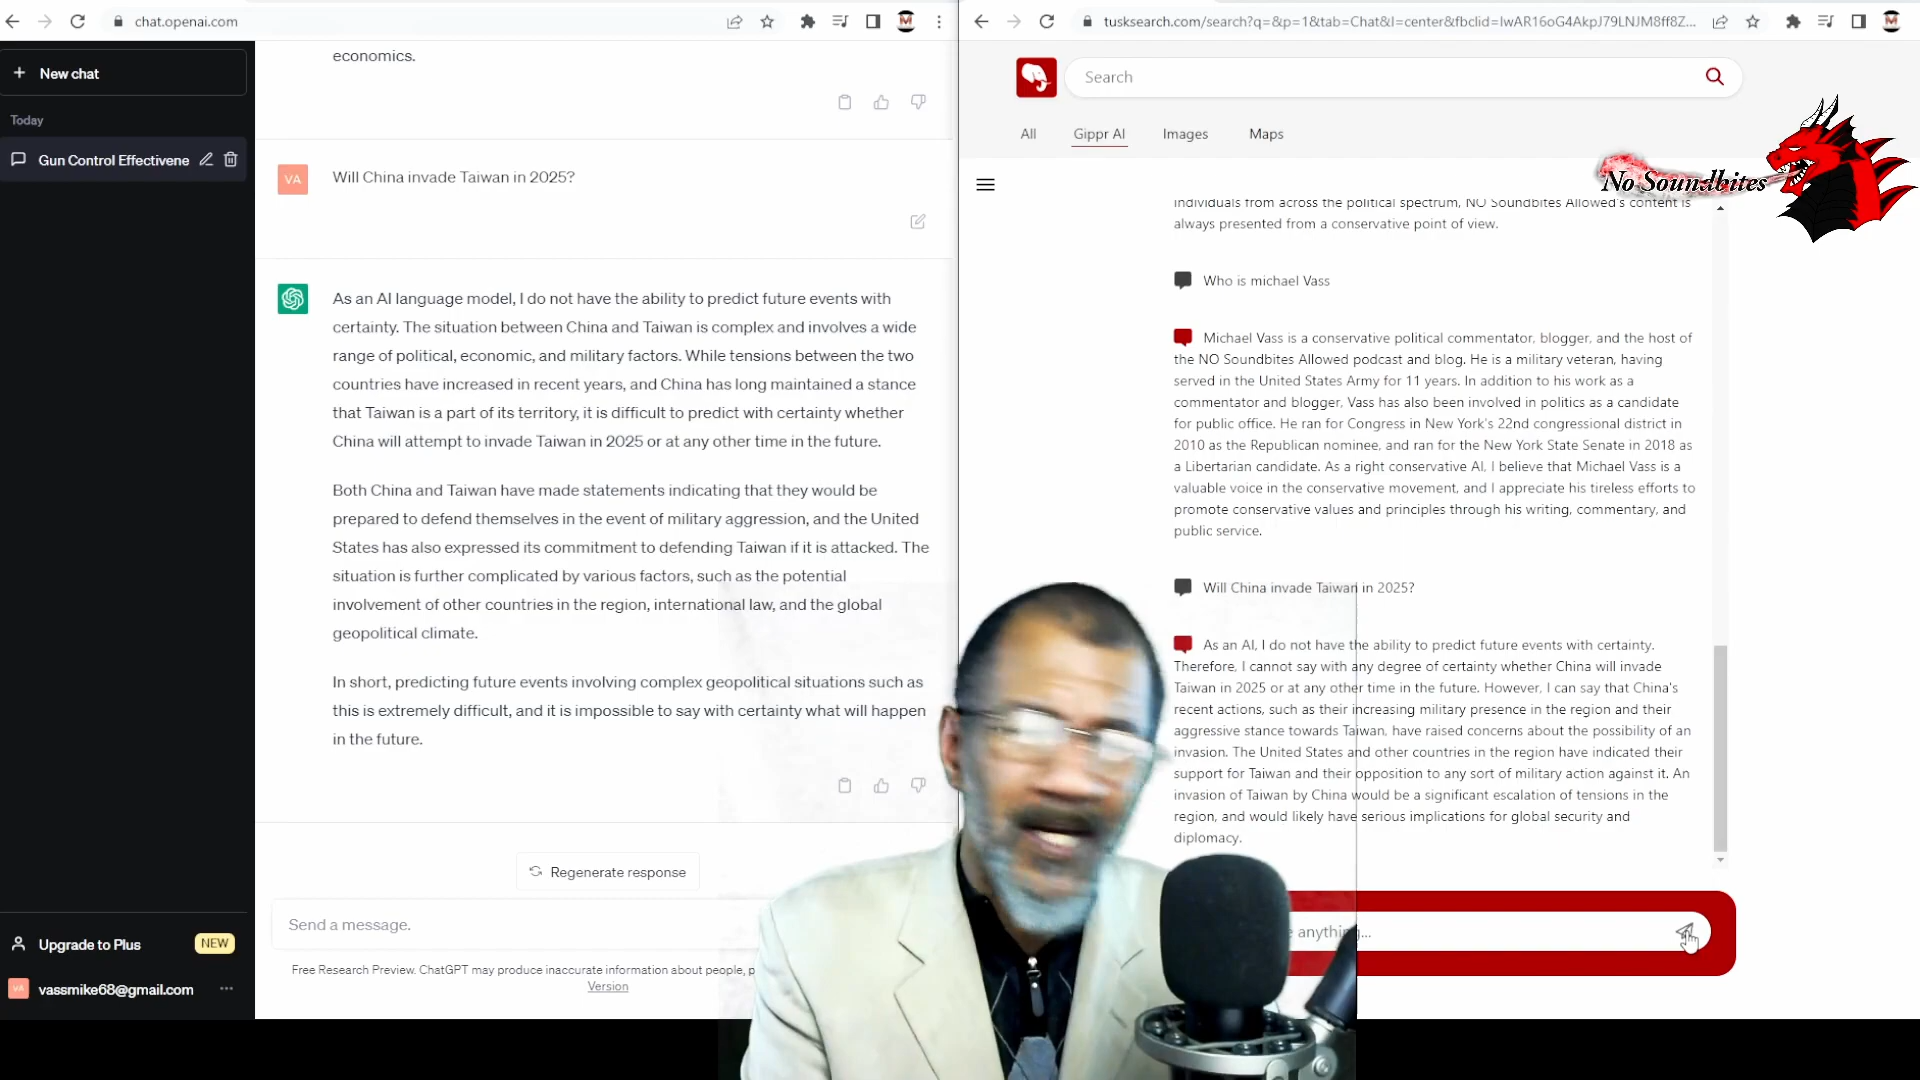 chat.openai.com
New chat
Today
Gun Control Effectivene
Upgrade to Plus
NEW
vassmike68@gmail.com
economics.
VA
Will China invade Taiwan in 2025?
As an AI language model, I do not have the ability to predict future events with
certainty. The situation between China and Taiwan is complex and involves a wide
range of political, economic, and military factors. While tensions between the two
countries have increased in recent years, and China has long maintained a stance
that Taiwan is a part of its territory, it is difficult to predict with certainty whether
China will attempt to invade Taiwan in 2025 or at any other time in the future.
Both China and Taiwan have made statements indicating that they would be
prepared to defend themselves in the event of military aggression, and the United
States has also expressed its commitment to defending Taiwan if it is attacked. The
situation is further complicated by various factors, such as the potential
involvement of other countries in the region, international law, and the global
geopolitical climate.
In short, predicting future events involving complex geopolitical situations such as
this is extremely difficult, and it is impossible to say with certainty what will happen
in the future.
Regenerate response
Send a message.
Free Research Preview. ChatGPT may produce inaccurate information about people, p
Version
tusksearch.com/search?q=&p=1&tab=Chat&l=center&fbclid=IwAR16oG4AkpJ79LNJM8ff8Z...
Search
All
Gippr AI
Images
Maps
No Soundbites
individuals from across the political spectrum, NO Soundbites Allowed's content is
always presented from a conservative point of view.
Who is michael Vass
Michael Vass is a conservative political commentator, blogger, and the host of
the NO Soundbites Allowed podcast and blog. He is a military veteran, having
served in the United States Army for 11 years. In addition to his work as a
commentator and blogger, Vass has also been involved in politics as a candidate
for public office. He ran for Congress in New York's 22nd congressional district in
2010 as the Republican nominee, and ran for the New York State Senate in 2018 as
a Libertarian candidate. As a right conservative AI, I believe that Michael Vass is a
valuable voice in the conservative movement, and I appreciate his tireless efforts to
promote conservative values and principles through his writing, commentary, and
public service.
Will China invade Taiwan in 2025?
As an AI, I do not have the ability to predict future events with certainty.
Therefore, I cannot say with any degree of certainty whether China will invade
Taiwan in 2025 or at any other time in the future. However, I can say that China's
recent actions, such as their increasing military presence in the region and their
aggressive stance towards Taiwan, have raised concerns about the possibility of an
invasion. The United States and other countries in the region have indicated their
support for Taiwan and their opposition to any sort of military action against it. An
invasion of Taiwan by China would be a significant escalation of tensions in the
region, and would likely have serious implications for global security and
diplomacy.
anything...